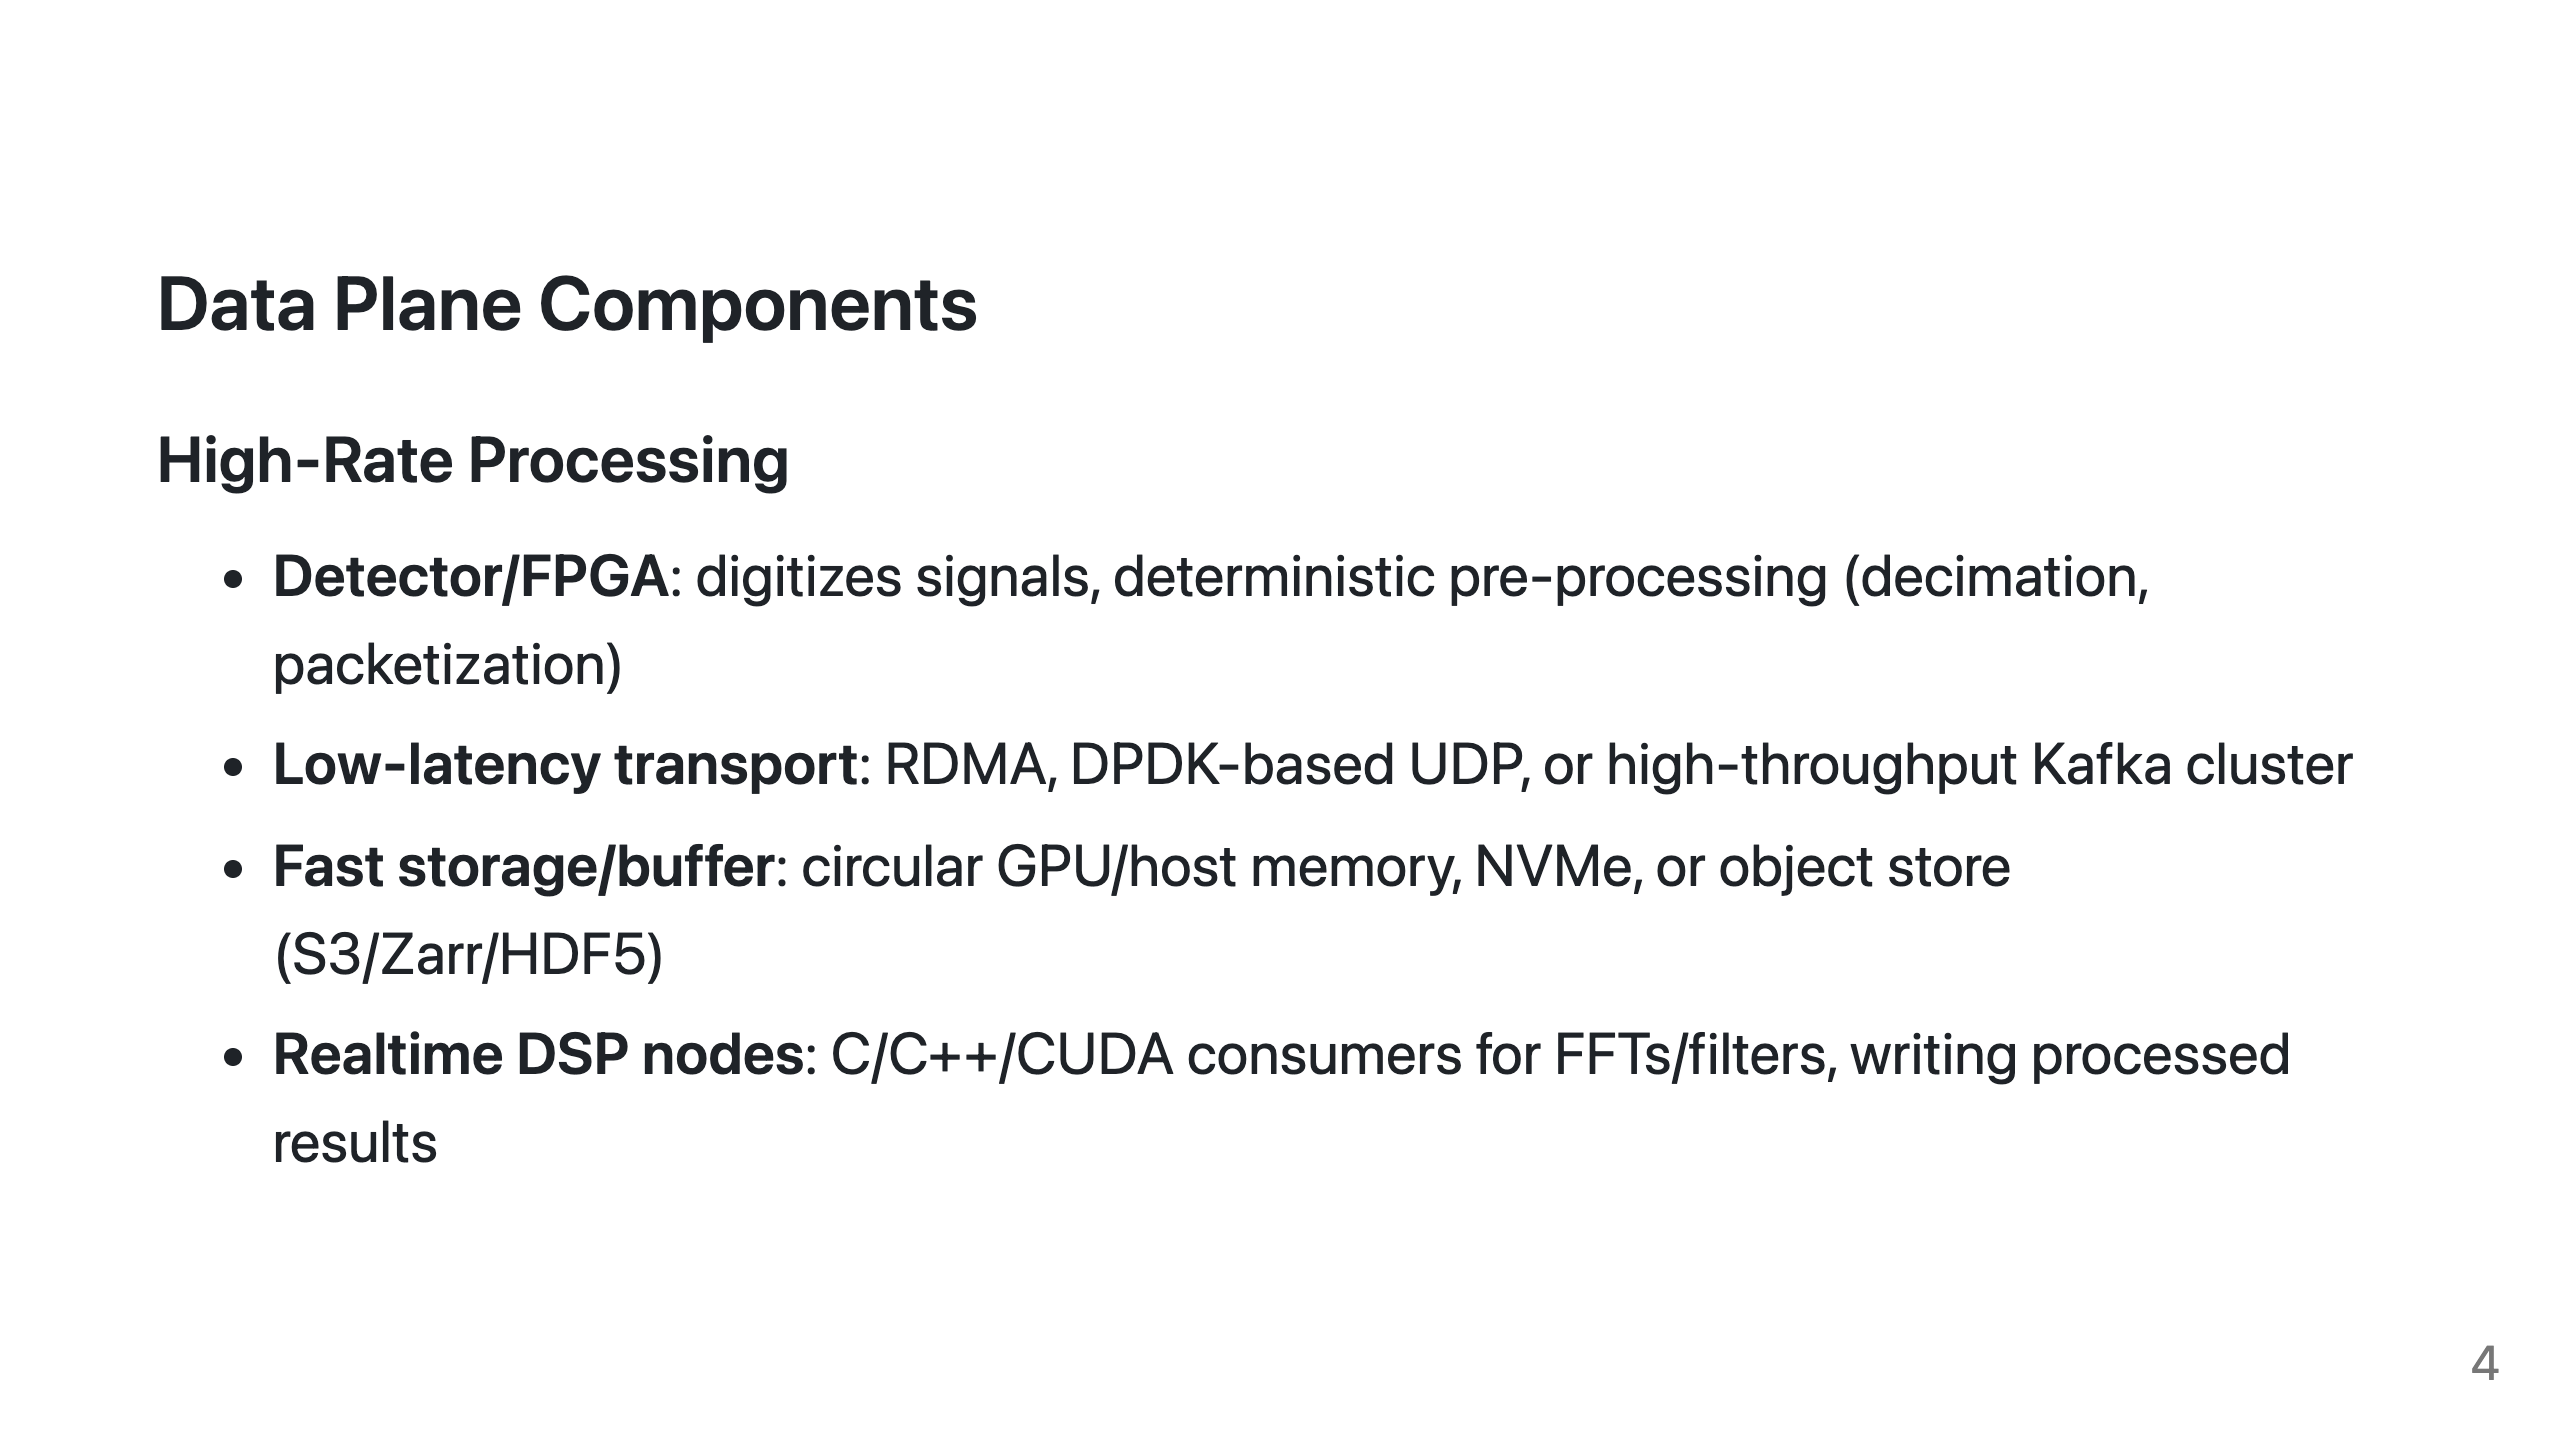 Data Plane Components
High-Rate Processing
• Detector/FPGA: digitizes signals, deterministic pre-processing (decimation,
packetization)
• Low-latency transport: RDMA, DPDK-based UDP, or high-throughput Kafka cluster
• Fast storage/buffer: circular GPU/host memory, NVMe, or object store
(S3/Zarr/HDF5)
• Realtime DSP nodes: C/C++/CUDA consumers for FFTs/filters, writing processed
results
4